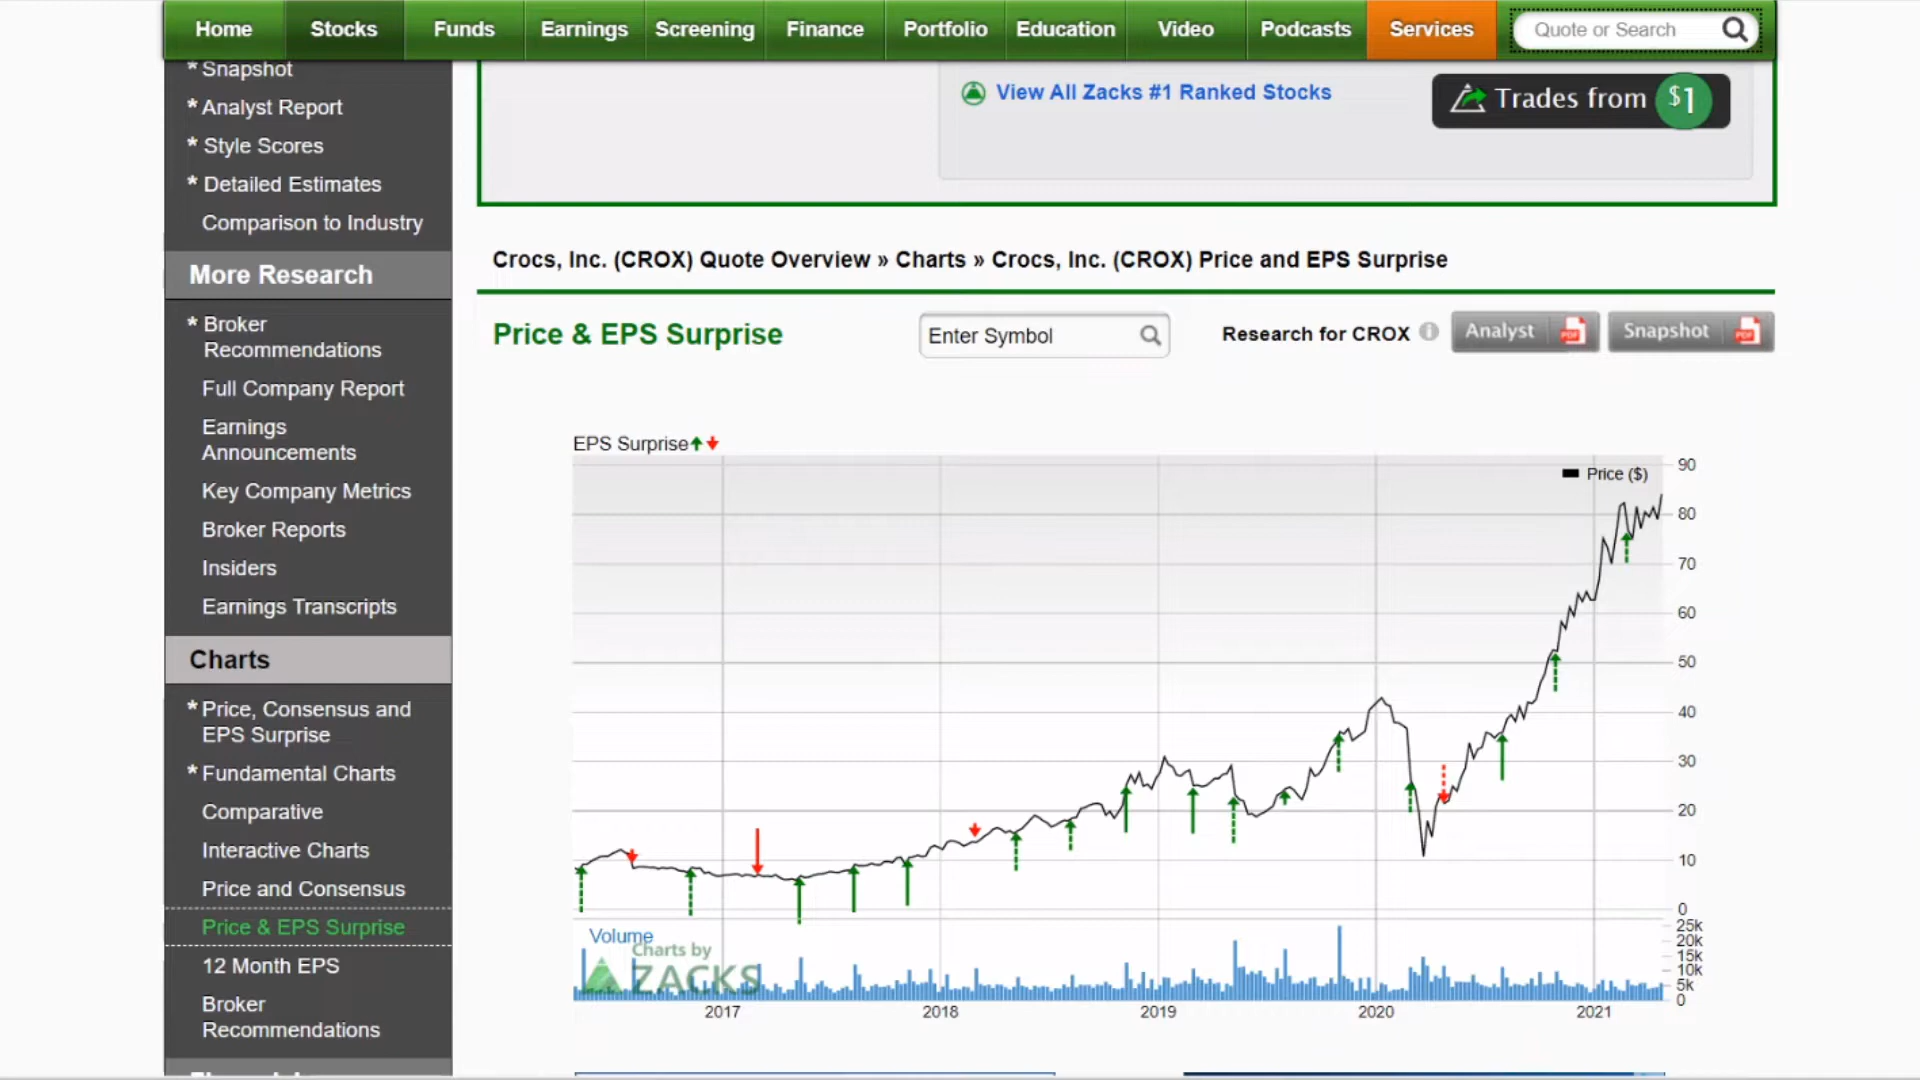 Home Stocks Funds Earnings Screening Finance Portfolio Education Video Podcasts Services Quote or Search
* Snapshot
* Analyst Report
* Style Scores
* Detailed Estimates
Comparison to Industry
More Research
* Broker
Recommendations
Full Company Report
Earnings
Announcements
Key Company Metrics
Broker Reports
Insiders
Earnings Transcripts
Charts
* Price, Consensus and
EPS Surprise
* Fundamental Charts
Comparative
Interactive Charts
Price and Consensus
Price & EPS Surprise
12 Month EPS
Broker
Recommendations
View All Zacks #1 Ranked Stocks
Trades from $1
Crocs, Inc. (CROX) Quote Overview » Charts » Crocs, Inc. (CROX) Price and EPS Surprise
Price & EPS Surprise
Enter Symbol
Research for CROX
Analyst PDF
Snapshot PDF
EPS Surprise
Price ($)
90
80
70
60
50
40
30
20
10
0
Volume
Charts by
ZACKS
25k
20k
15k
10k
5k
0
2017 2018 2019 2020 2021